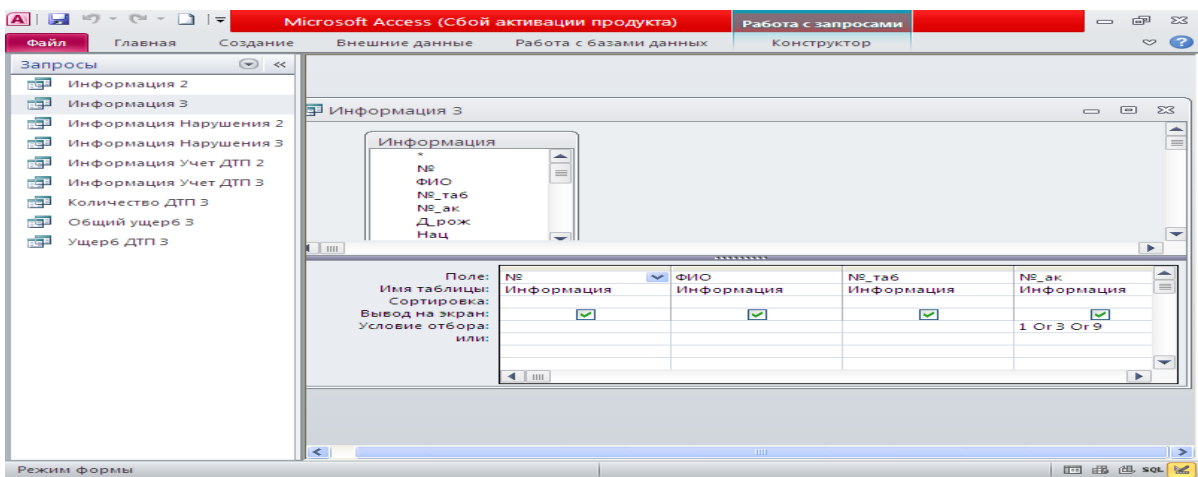 Microsoft Access (Сбой активации продукта)
Работа с запросами
Файл Главная Создание Внешние данные Работа с базами данных Конструктор
Запросы
Информация 2
Информация 3
Информация Нарушения 2
Информация Нарушения 3
Информация Учет ДТП 2
Информация Учет ДТП 3
Количество ДТП 3
Общий ущерб 3
Ущерб ДТП 3
Информация 3
Информация
*
№
ФИО
№_таб
№_ак
Д_рож
Нац
Поле: № ФИО №_таб №_ак
Имя таблицы: Информация Информация Информация Информация
Сортировка:
Вывод на экран:
Условие отбора: 1 Or 3 Or 9
или:
Режим формы
SQL